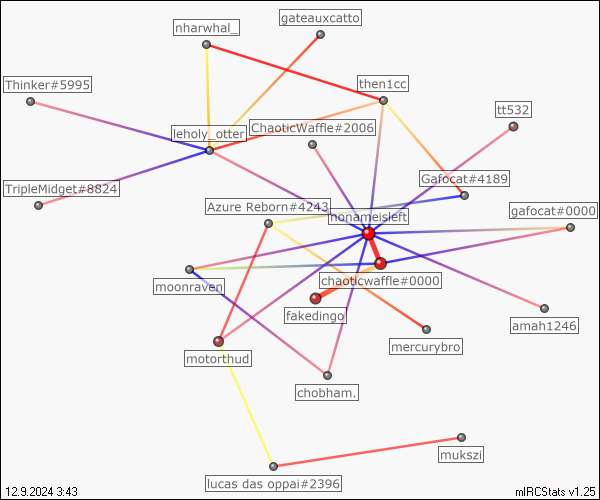 gateauxcatto
nharwhal_
Thinker#5995
then1cc
tt532
ChaoticWaffle#2006
leholy_otter
Gafocat#4189
TripleMidget#8824
Azure Reborn#4243
gafocat#0000
nonameisleft
chaoticwaffle#0000
moonraven
fakedingo
amah1246
mercurybro
motorthud
chobham.
mukszi
lucas das oppai#2396
12.9.2024 3:43
mIRCStats v1.25